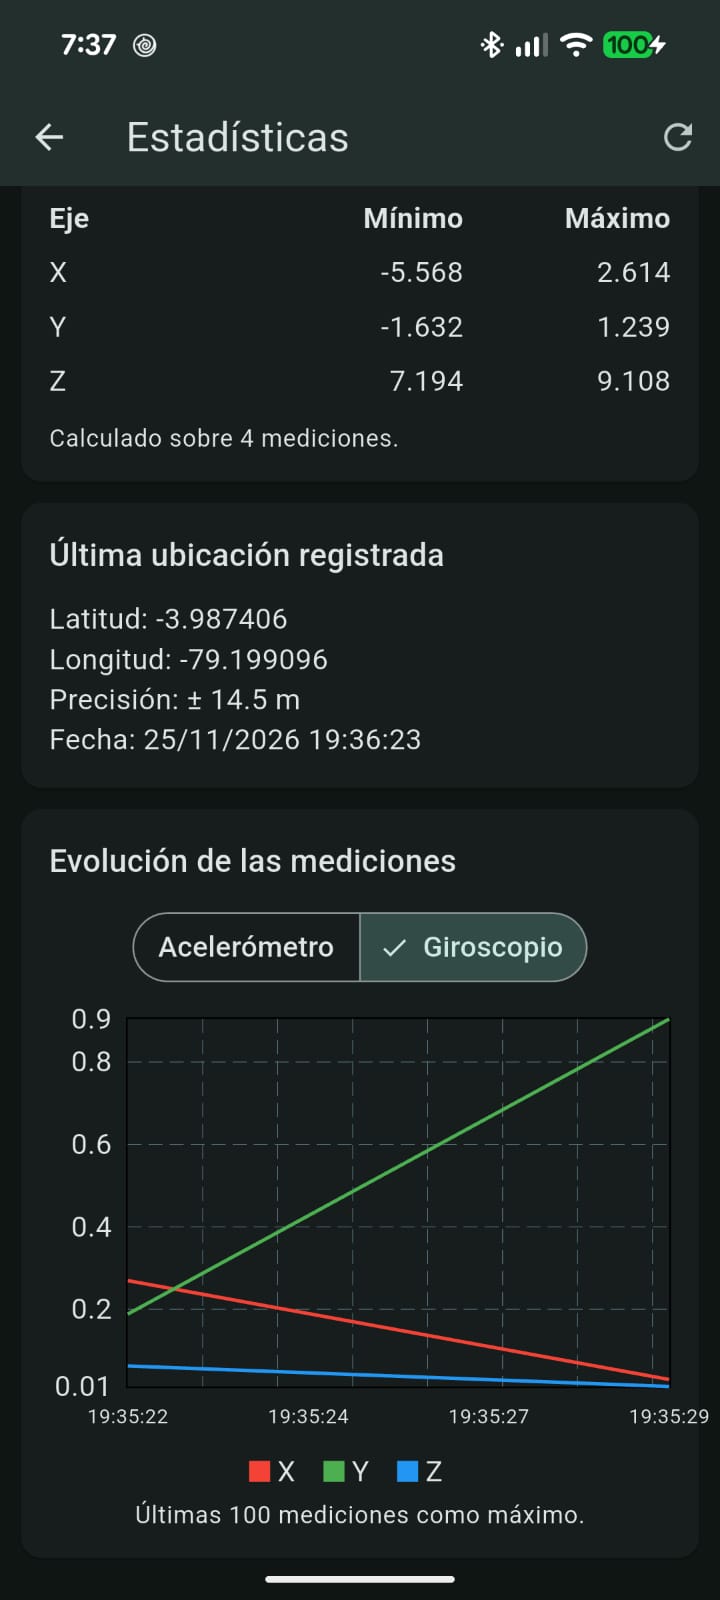 7:37 100
Estadísticas
Eje Mínimo Máximo
X -5.568 2.614
Y -1.632 1.239
Z 7.194 9.108
Calculado sobre 4 mediciones.
Última ubicación registrada
Latitud: -3.987406
Longitud: -79.199096
Precisión: ± 14.5 m
Fecha: 25/11/2026 19:36:23
Evolución de las mediciones
Acelerómetro Giroscopio
0.9
0.8
0.6
0.4
0.2
0.01
19:35:22 19:35:24 19:35:27 19:35:29
X Y Z
Últimas 100 mediciones como máximo.